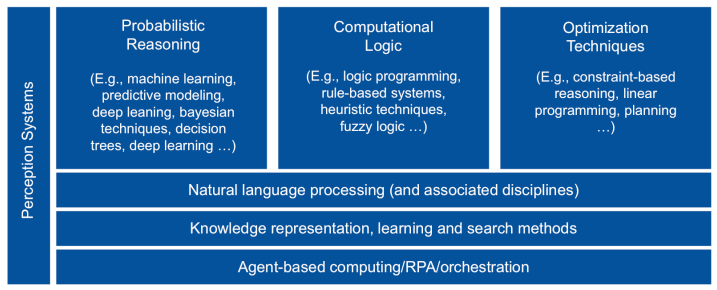 Perception Systems
Probabilistic
Reasoning
(E.g., machine learning,
predictive modeling,
deep leaning, bayesian
techniques, decision
trees, deep learning ...)
Computational
Logic
(E.g., logic programming,
rule-based systems,
heuristic techniques,
fuzzy logic ...)
Optimization
Techniques
(E.g., constraint-based
reasoning, linear
programming, planning
...)
Natural language processing (and associated disciplines)
Knowledge representation, learning and search methods
Agent-based computing/RPA/orchestration